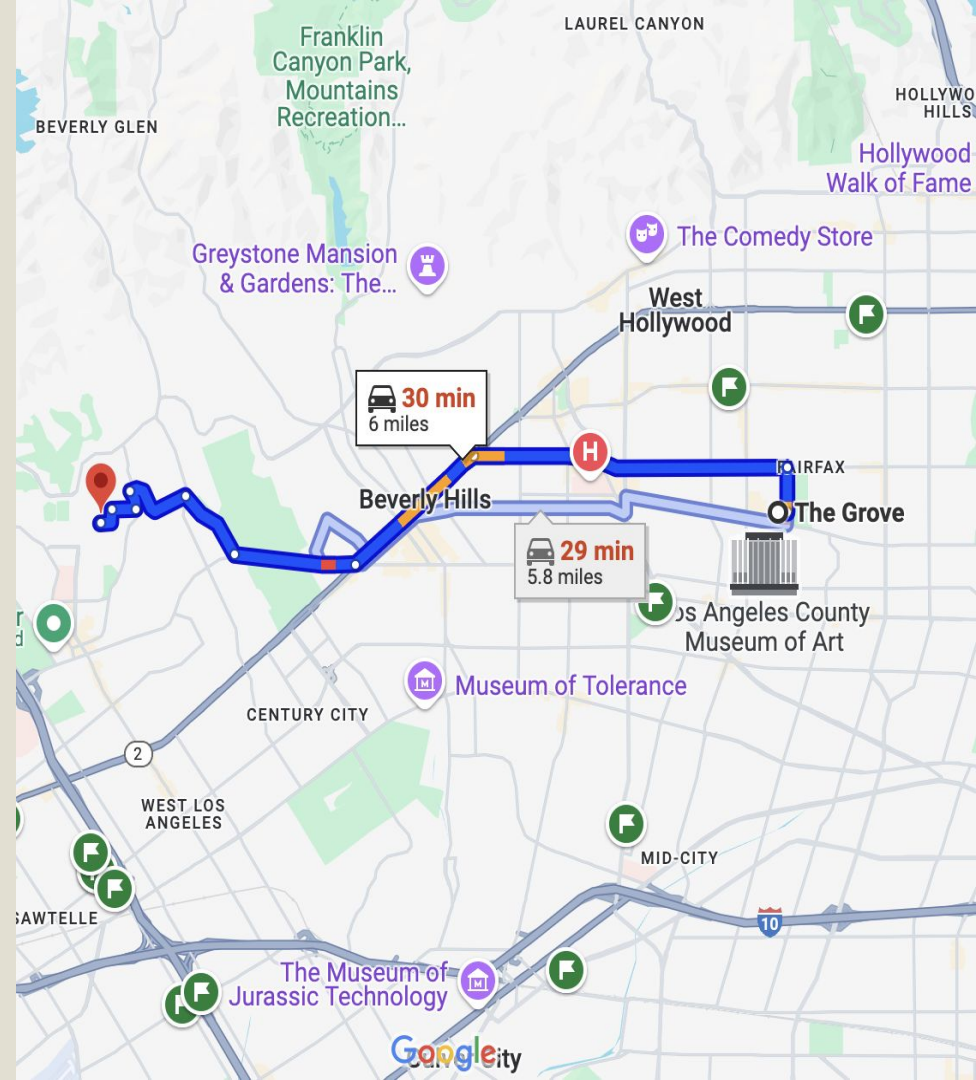 LAUREL CANYON
Franklin
Canyon Park,
Mountains
Recreation...
HOLLYWO
HILLS
BEVERLY GLEN
Hollywood
Walk of Fame
The Comedy Store
Greystone Mansion
& Gardens: The...
West
Hollywood
30 min
6 miles
H
FAIRFAX
Beverly Hills
The Grove
29 min
5.8 miles
os Angeles County
Museum of Art
r
d
M
Museum of Tolerance
CENTURY CITY
2
WEST LOS
ANGELES
MID-CITY
SAWTELLE
10
The Museum of
Jurassic Technology
M
Google
City